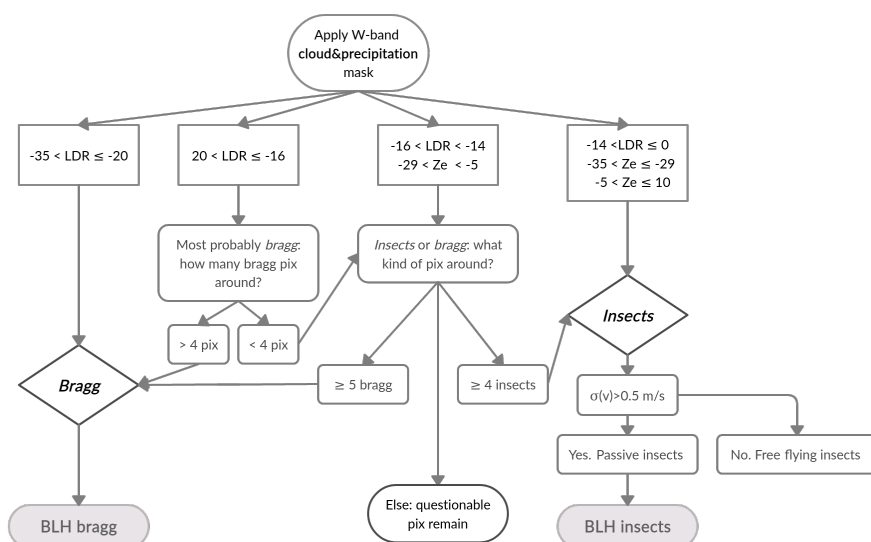 Apply W-band
cloud&precipitation
mask
-35 < LDR ≤ -20
20 < LDR ≤ -16
-16 < LDR < -14
-29 < Ze < -5
-14 <LDR ≤ 0
-35 < Ze ≤ -29
-5 < Ze ≤ 10
Most probably bragg:
how many bragg pix
around?
Insects or bragg: what
kind of pix around?
> 4 pix
< 4 pix
Insects
Bragg
≥ 5 bragg
≥ 4 insects
σ(v)>0.5 m/s
Yes. Passive insects
No. Free flying insects
Else: questionable
pix remain
BLH bragg
BLH insects